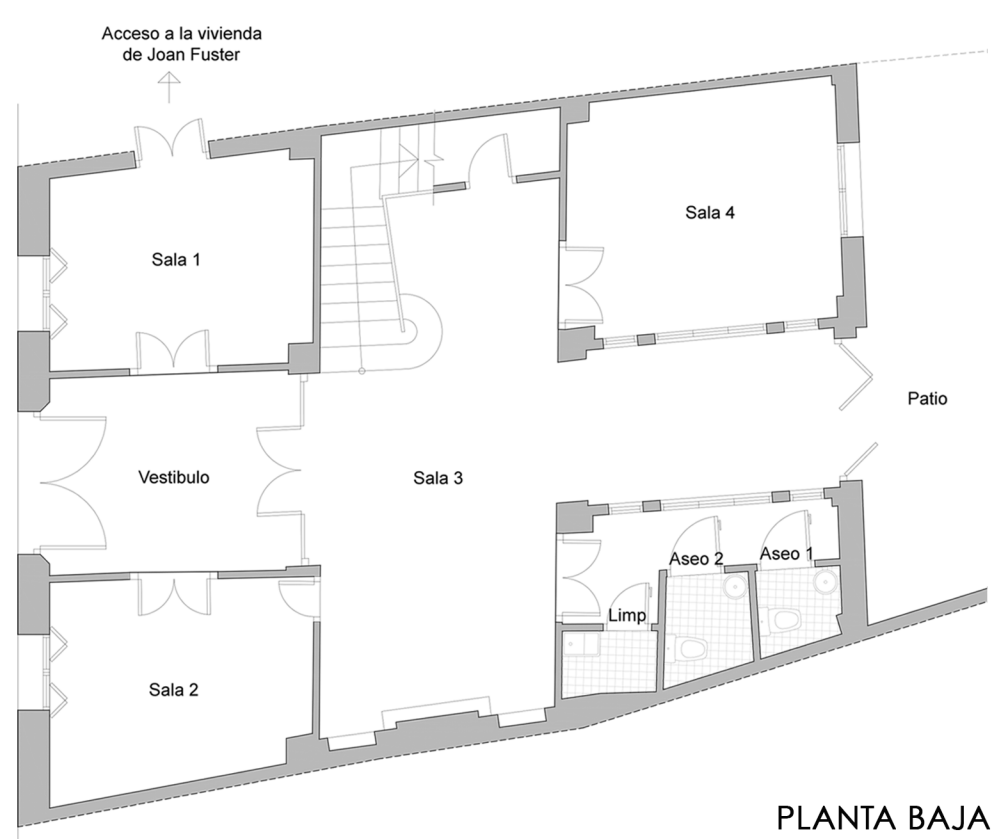 Acceso a la vivienda
de Joan Fuster
Sala 4
Sala 1
Patio
Vestibulo
Sala 3
Aseo 2
Aseo 1
Limp
Sala 2
PLANTA BAJA